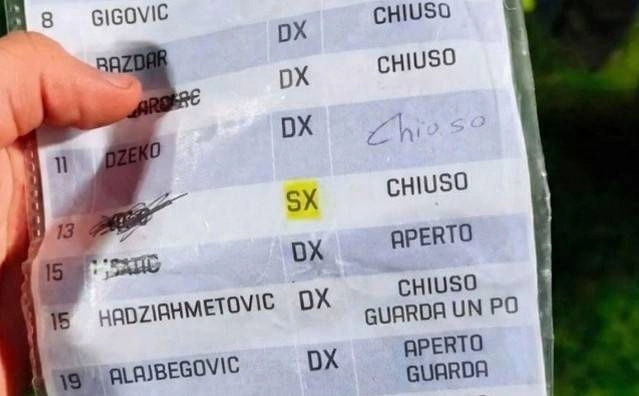 8 GIGOVIC DX CHIUSO
BAZDAR DX CHIUSO
11 DZEKO DX Chiuso
13 SX CHIUSO
15 DX APERTO
15 HADZIAHMETOVIC DX CHIUSO
GUARDA UN PO
19 ALAJBEGOVIC DX APERTO
GUARDA